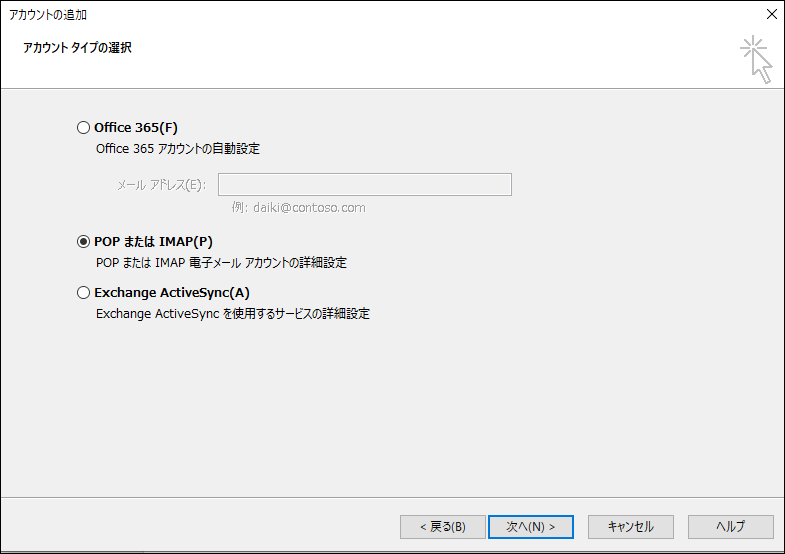 アカウントの追加
アカウント タイプの選択
Office 365(F)
Office 365 アカウントの自動設定
メール アドレス(E):
例: daiki@contoso.com
POP または IMAP(P)
POP または IMAP 電子メール アカウントの詳細設定
Exchange ActiveSync(A)
Exchange ActiveSync を使用するサービスの詳細設定
< 戻る(B) 次へ(N) > キャンセル ヘルプ